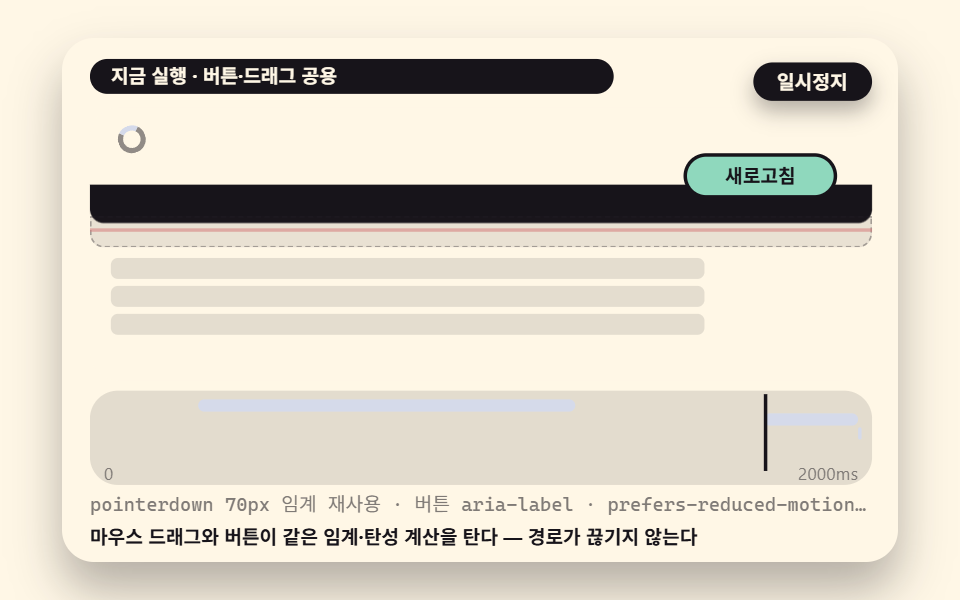 지금 실행 · 버튼·드래그 공용
일시정지
새로고침
0
2000ms
pointerdown 70px 임계 재사용 · 버튼 aria-label · prefers-reduced-motion…
마우스 드래그와 버튼이 같은 임계·탄성 계산을 탄다 — 경로가 끊기지 않는다